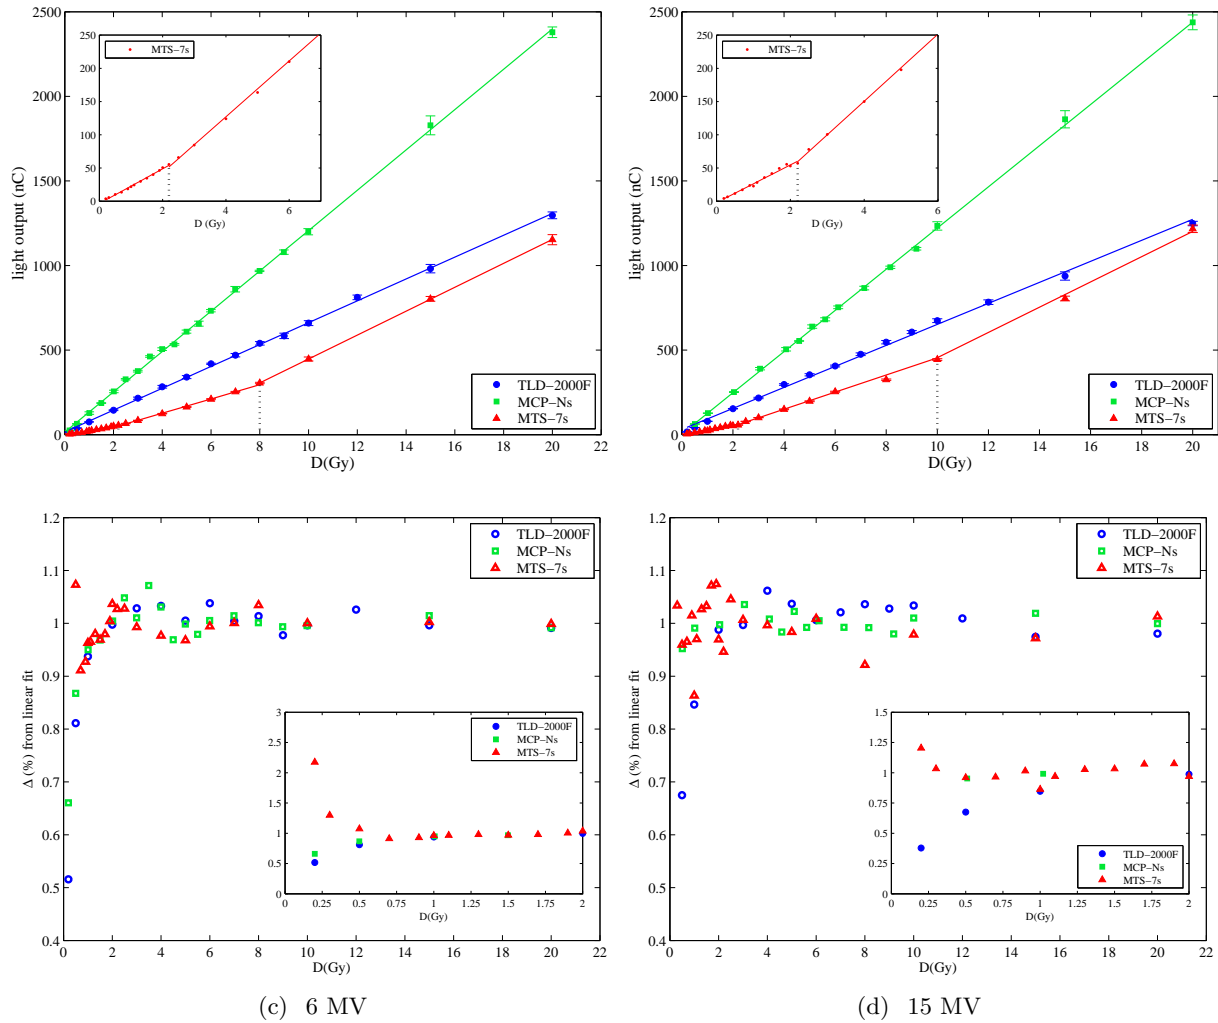 2500
2000
1500
1000
500
0
light output (nC)
0 2 4 6 8 10 12 14 16 18 20 22
D(Gy)
250
200
150
100
50
0
0 2 4 6
D (Gy)
MTS−7s
TLD−2000F
MCP−Ns
MTS−7s
2500
2000
1500
1000
500
0
light output (nC)
0 2 4 6 8 10 12 14 16 18 20
D(Gy)
250
200
150
100
50
0
0 2 4 6
D (Gy)
MTS−7s
TLD−2000F
MCP−Ns
MTS−7s
1.2
1.1
1
0.9
0.8
0.7
0.6
0.5
0.4
Δ (%) from linear fit
0 2 4 6 8 10 12 14 16 18 20 22
D(Gy)
TLD−2000F
MCP−Ns
MTS−7s
3
2.5
2
1.5
1
0.5
0
0 0.25 0.5 0.75 1 1.25 1.5 1.75 2
D(Gy)
TLD−2000F
MCP−Ns
MTS−7s
(c) 6 MV
1.2
1.1
1
0.9
0.8
0.7
0.6
0.5
0.4
Δ (%) from linear fit
0 2 4 6 8 10 12 14 16 18 20 22
D(Gy)
TLD−2000F
MCP−Ns
MTS−7s
1.5
1.25
1
0.75
0.5
0.25
0
0 0.25 0.5 0.75 1 1.25 1.5 1.75 2
D(Gy)
TLD−2000F
MCP−Ns
MTS−7s
(d) 15 MV